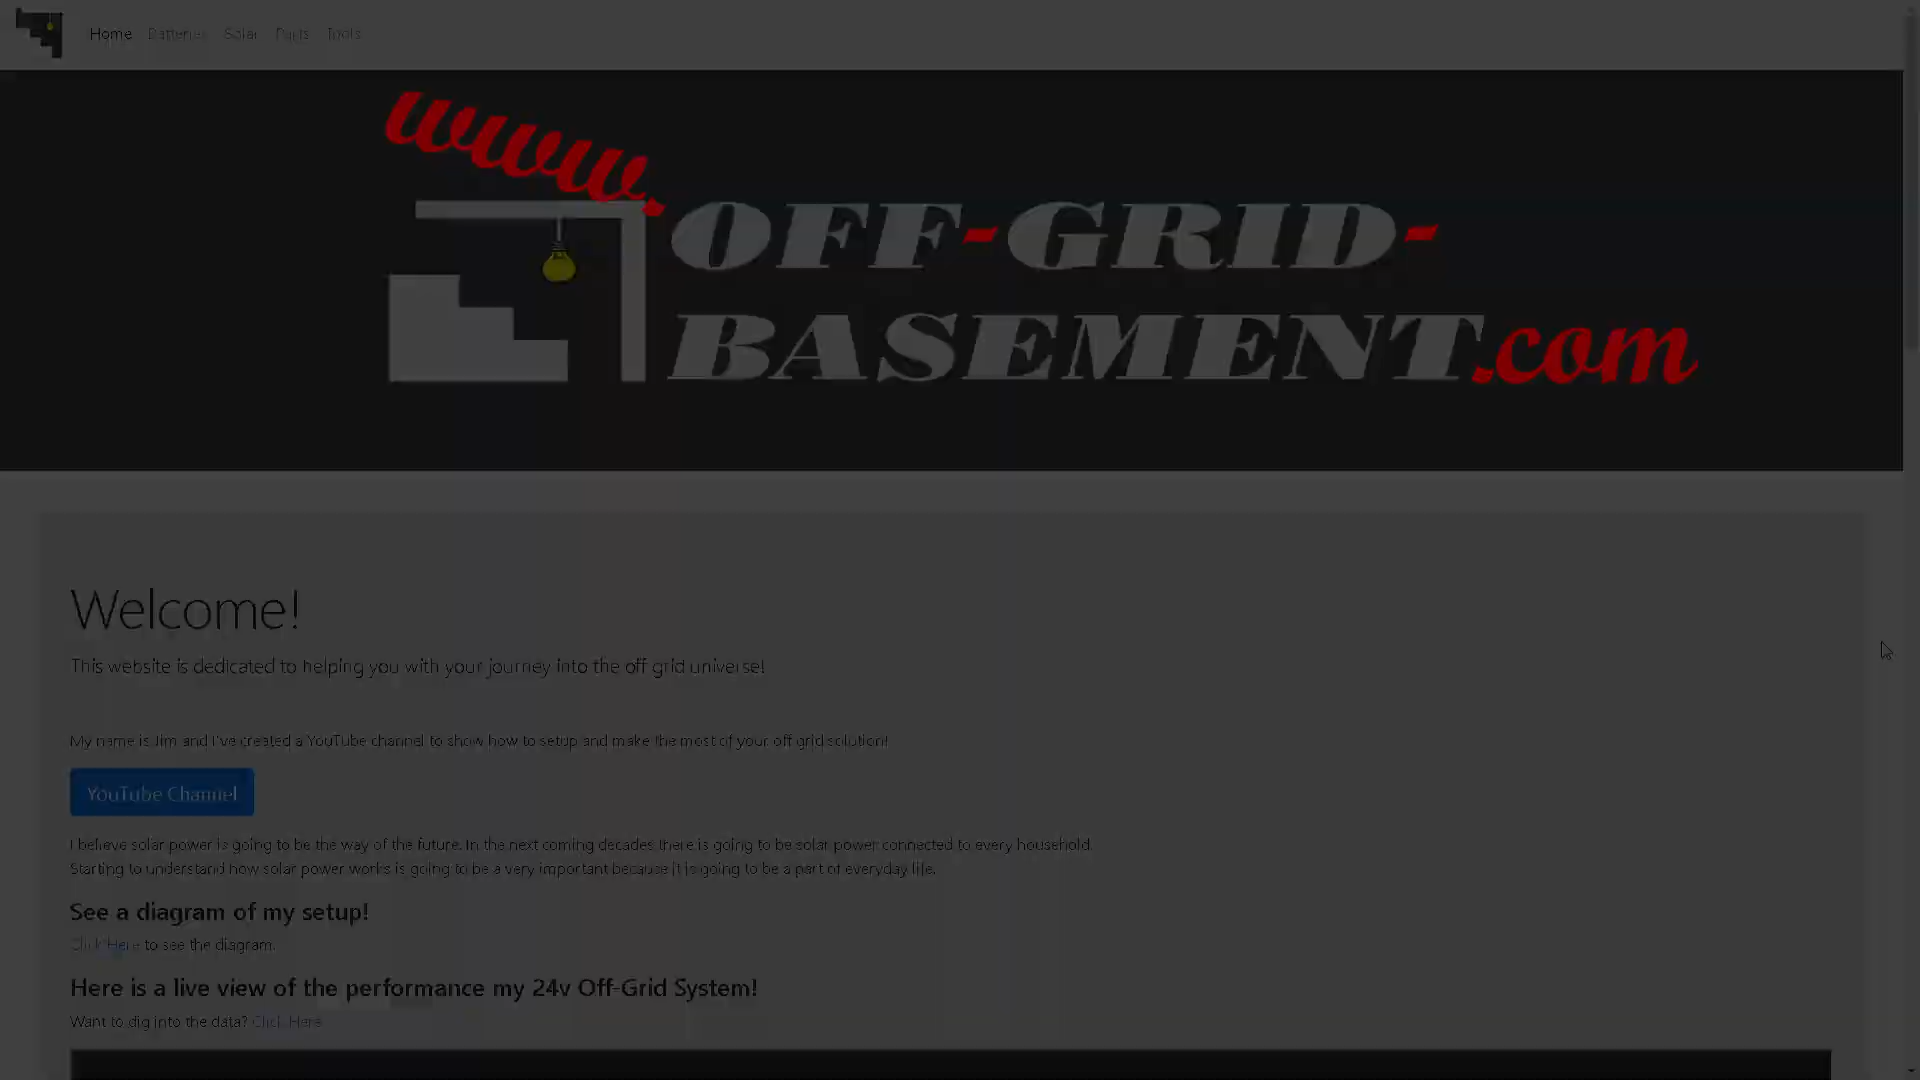 Home Batteries Solar Parts Tools
www.
OFF-GRID-
BASEMENT.com
Welcome!
This website is dedicated to helping you with your journey into the off grid universe!
My name is Jim and I've created a YouTube channel to show how to setup and make the most of your off grid solution!
YouTube Channel
I believe solar power is going to be the way of the future. In the next coming decades there is going to be solar power connected to every household.
Starting to understand how solar power works is going to be a very important because it is going to be a part of everyday life.
See a diagram of my setup!
Click Here to see the diagram.
Here is a live view of the performance my 24v Off-Grid System!
Want to dig into the data? Click Here